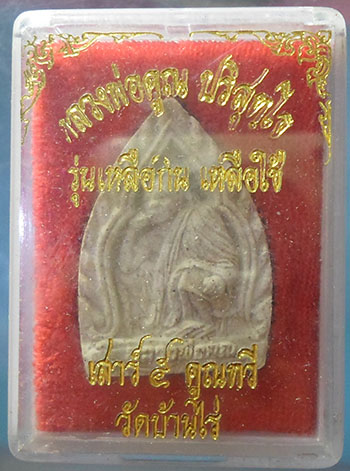 หลวงพ่อคูณ ปริสุทฺโธ
รุ่นเหลือกิน เหลือใช้
เสาร์ ๕ คูณทวี
วัดบ้านไร่